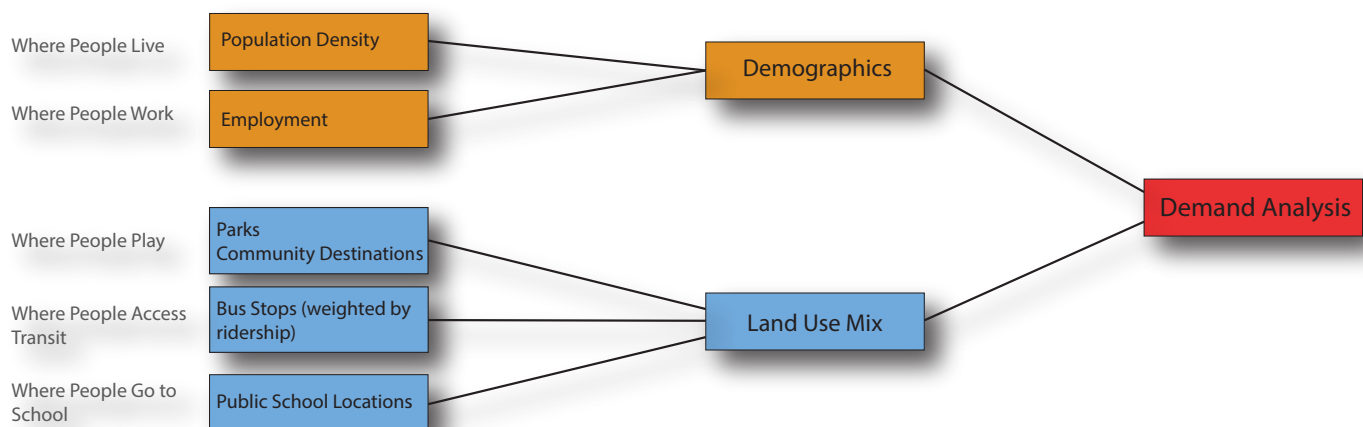 Where People Live
Population Density
Where People Work
Employment
Demographics
Where People Play
Parks
Community Destinations
Where People Access
Transit
Bus Stops (weighted by
ridership)
Land Use Mix
Where People Go to
School
Public School Locations
Demand Analysis